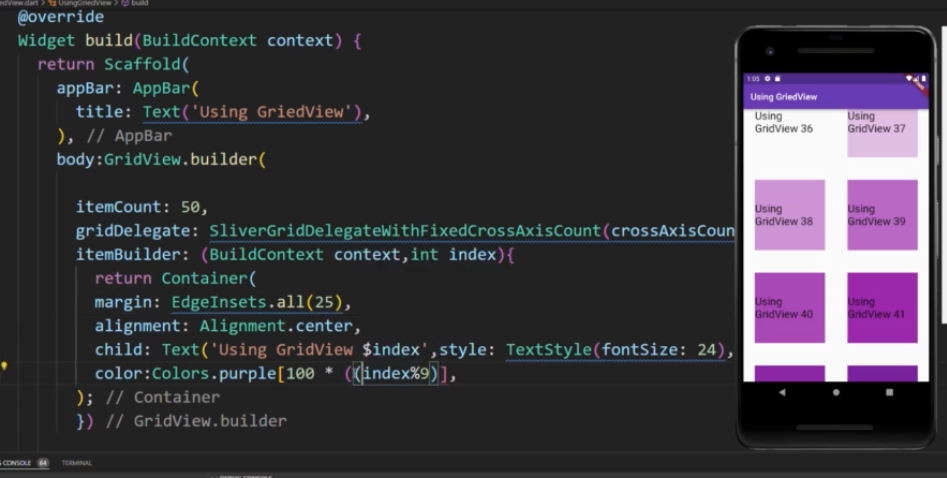 edView.dart > UsingGriedView > build
@override
Widget build(BuildContext context) {
return Scaffold(
appBar: AppBar(
title: Text('Using GriedView'),
), // AppBar
body:GridView.builder(
itemCount: 50,
gridDelegate: SliverGridDelegateWithFixedCrossAxisCount(crossAxisCoun
itemBuilder: (BuildContext context,int index){
return Container(
margin: EdgeInsets.all(25),
alignment: Alignment.center,
child: Text('Using GridView $index',style: TextStyle(fontSize: 24),
color:Colors.purple[100 * ((index%9)],
); // Container
}) // GridView.builder
CONSOLE 64 TERMINAL
DEBUG CONSOLE
1:05
Using GriedView
Using
GridView 36
Using
GridView 37
Using
GridView 38
Using
GridView 39
Using
GridView 40
Using
GridView 41